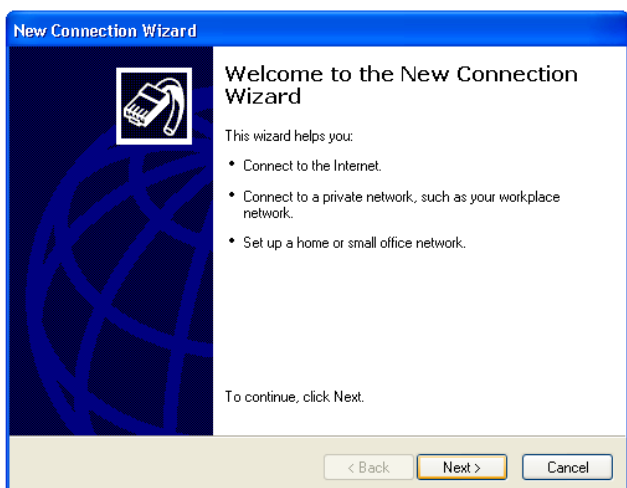 New Connection Wizard
Welcome to the New Connection
Wizard
This wizard helps you:
• Connect to the Internet.
• Connect to a private network, such as your workplace
network.
• Set up a home or small office network.
To continue, click Next.
< Back Next > Cancel